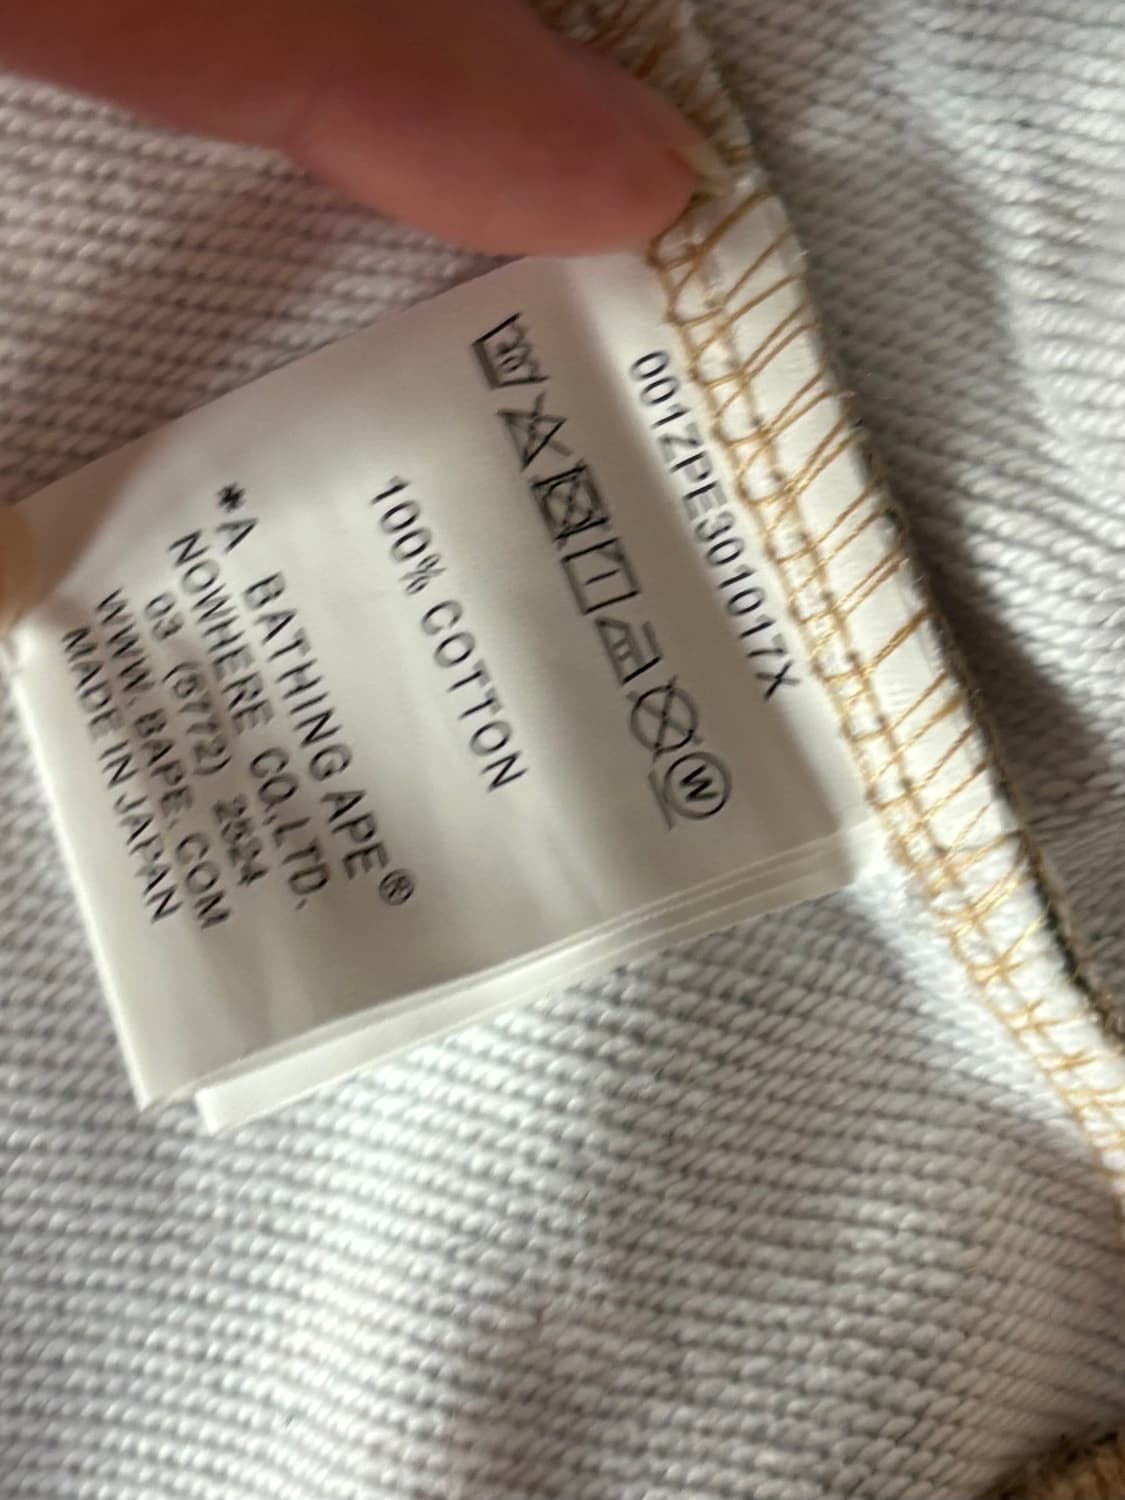 001ZPE301017X
W
100% COTTON
*A BATHING APE®
NOWHERE CO.,LTD.
03 (5772) 2524
WWW.BAPE.COM
MADE IN JAPAN